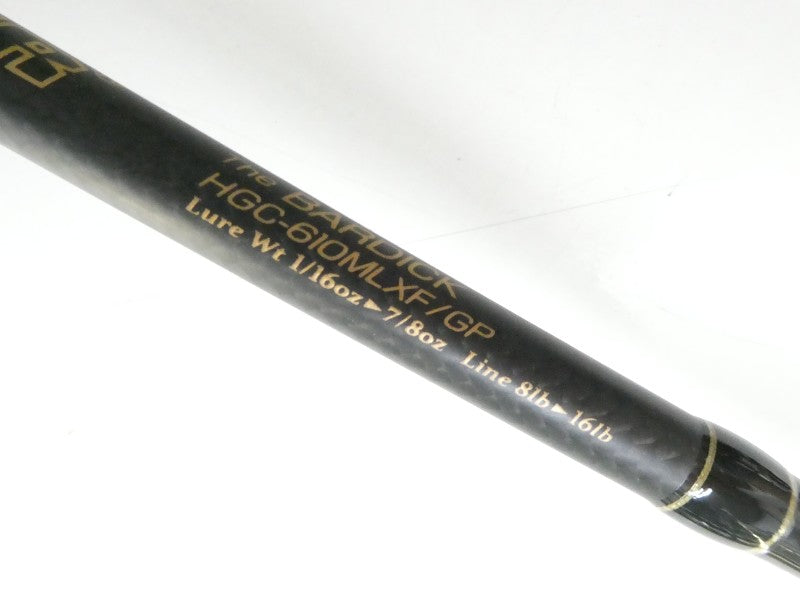 The BARDICK
HGC-610MLXF/GP
Lure Wt 1/16oz▶7/8oz Line 8lb▶16lb